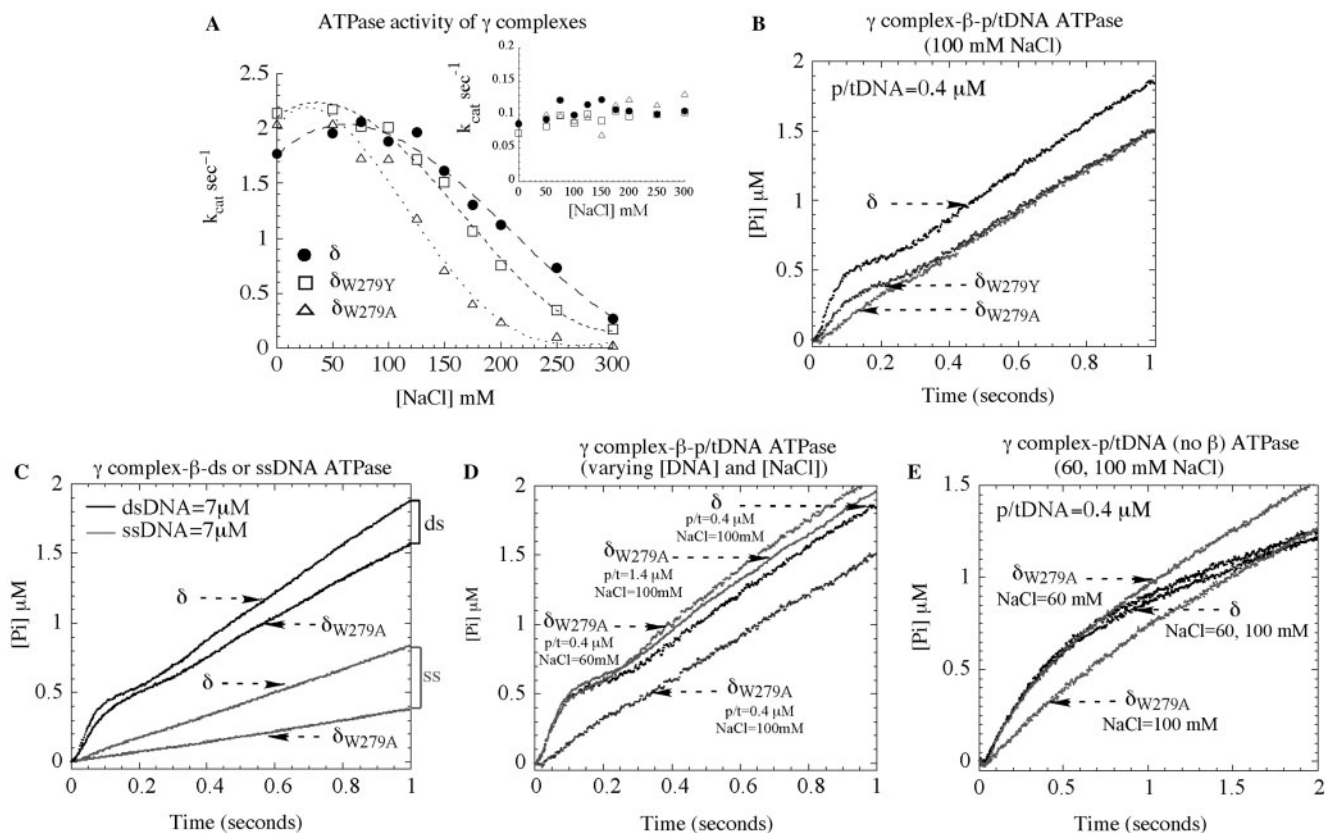 A
ATPase activity of γ complexes
k_cat sec⁻¹
2.5
2
1.5
1
0.5
0
0 50 100 150 200 250 300
[NaCl] mM
δ
δ_W279Y
δ_W279A
k_cat sec⁻¹
0.2
0.15
0.1
0.05
0
0 50 100 150 200 250 300
[NaCl] mM
B
γ complex-β-p/tDNA ATPase
(100 mM NaCl)
p/tDNA=0.4 μM
[Pi] μM
2
1.5
1
0.5
0
δ
δ_W279Y
δ_W279A
0 0.2 0.4 0.6 0.8 1
Time (seconds)
C
γ complex-β-ds or ssDNA ATPase
dsDNA=7μM
ssDNA=7μM
[Pi] μM
2
1.5
1
0.5
0
ds
δ
δ_W279A
δ
ss
δ_W279A
0 0.2 0.4 0.6 0.8 1
Time (seconds)
D
γ complex-β-p/tDNA ATPase
(varying [DNA] and [NaCl])
[Pi] μM
2
1.5
1
0.5
0
δ
p/t=0.4 μM
NaCl=100mM
δ_W279A
p/t=1.4 μM
NaCl=100mM
δ_W279A
p/t=0.4 μM
NaCl=60mM
δ_W279A
p/t=0.4 μM
NaCl=100mM
0 0.2 0.4 0.6 0.8 1
Time (seconds)
E
γ complex-p/tDNA (no β) ATPase
(60, 100 mM NaCl)
p/tDNA=0.4 μM
[Pi] μM
1.5
1
0.5
0
δ_W279A
NaCl=60 mM
δ
NaCl=60, 100 mM
δ_W279A
NaCl=100 mM
0 0.5 1 1.5 2
Time (seconds)